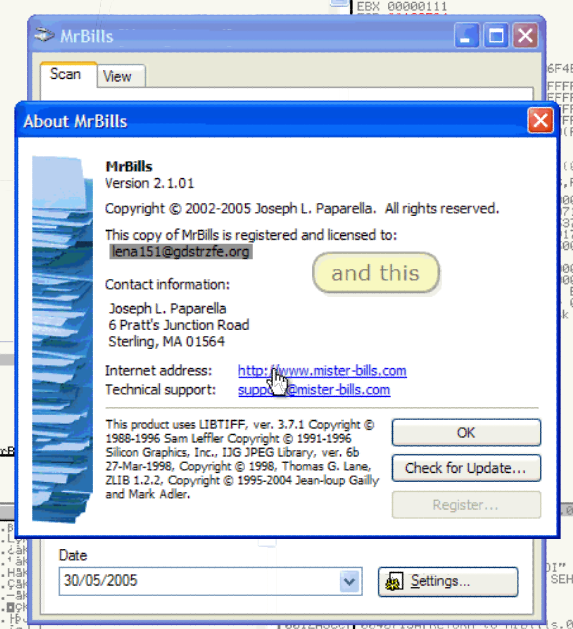 EBX 00000111
MrBills
Scan
View
About MrBills
MrBills
Version 2.1.01
Copyright © 2002-2005 Joseph L. Paparella. All rights reserved.
This copy of MrBills is registered and licensed to:
lena151@gdstrzfe.org
and this
Contact information:
Joseph L. Paparella
6 Pratt's Junction Road
Sterling, MA 01564
Internet address: http://www.mister-bills.com
Technical support: @mister-bills.com
This product uses LIBTIFF, ver. 3.7.1 Copyright ©
1988-1996 Sam Leffler Copyright © 1991-1996
Silicon Graphics, Inc., IJG JPEG Library, ver. 6b
27-Mar-1998, Copyright © 1998, Thomas G. Lane,
ZLIB 1.2.2, Copyright © 1995-2004 Jean-loup Gailly
and Mark Adler.
OK
Check for Update...
Register...
Date
30/05/2005
Settings...
SEH